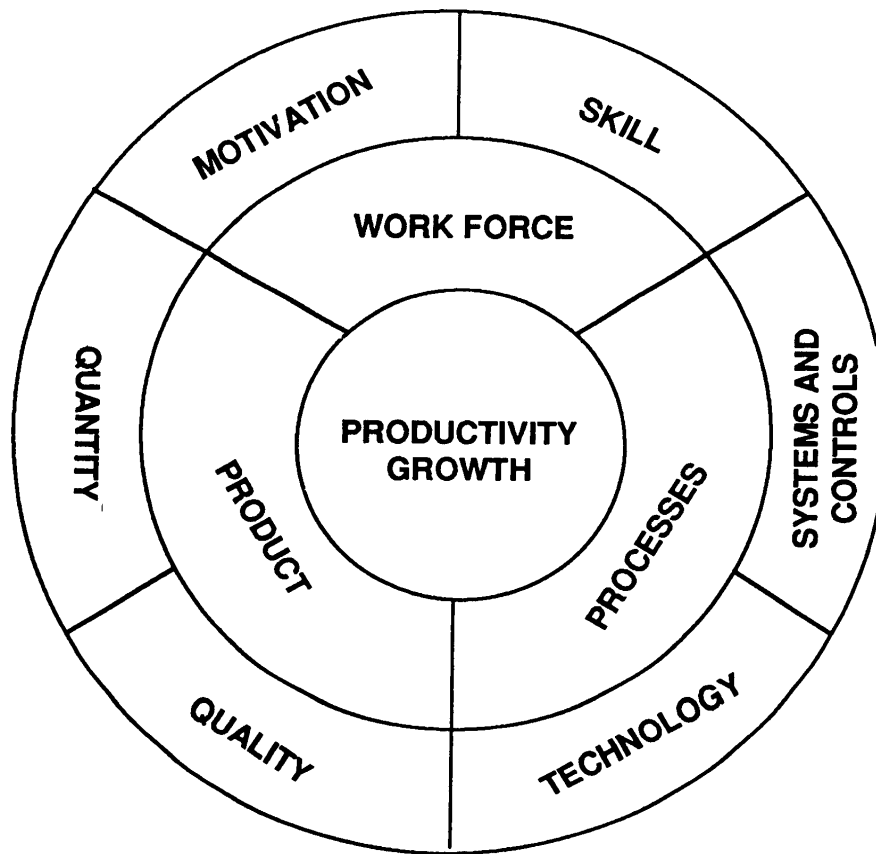 MOTIVATION
SKILL
WORK FORCE
QUANTITY
SYSTEMS AND
CONTROLS
PRODUCTIVITY
GROWTH
PRODUCT
PROCESSES
QUALITY
TECHNOLOGY